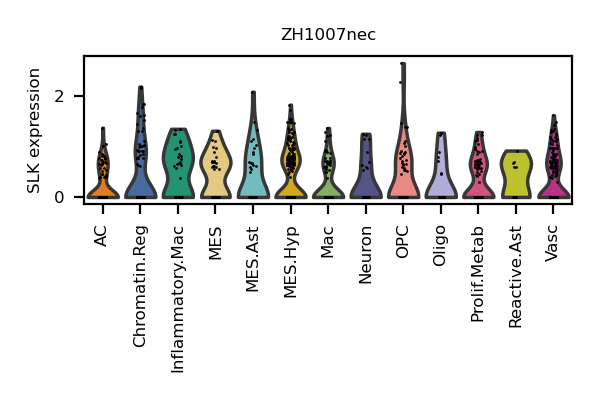 ZH1007nec
SLK expression
2
0
AC
Chromatin.Reg
Inflammatory.Mac
MES
MES.Ast
MES.Hyp
Mac
Neuron
OPC
Oligo
Prolif.Metab
Reactive.Ast
Vasc